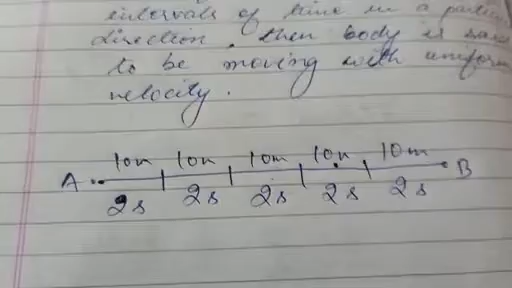 intervals of time in a particu
direction, then body is said
to be moving with uniform
velocity.
10m 10m 10m 10m 10m
A B
2s 2s 2s 2s 2s